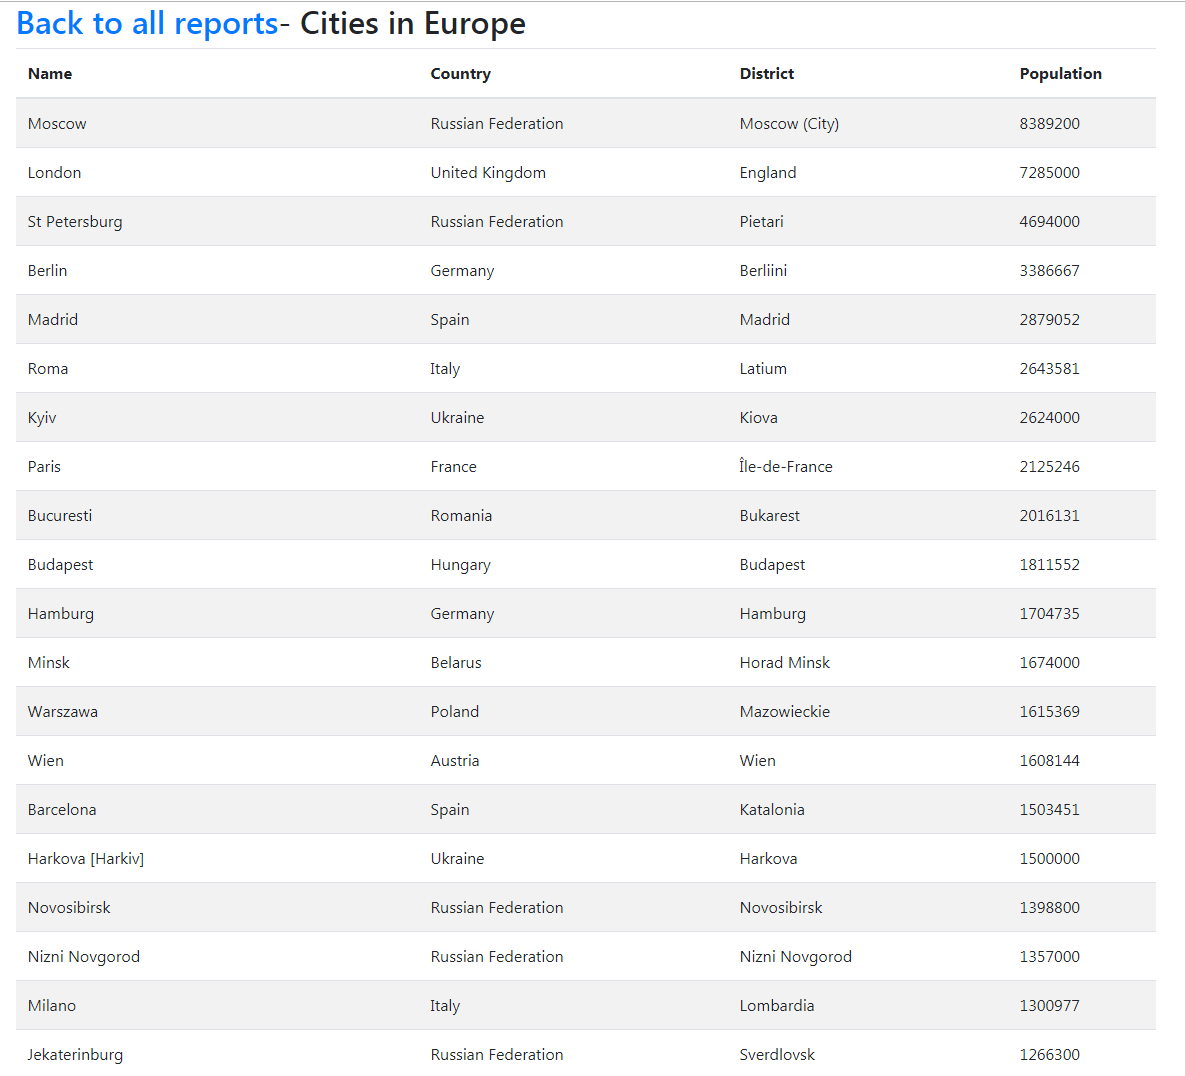 Back to all reports- Cities in Europe
Name Country District Population
Moscow Russian Federation Moscow (City) 8389200
London United Kingdom England 7285000
St Petersburg Russian Federation Pietari 4694000
Berlin Germany Berliini 3386667
Madrid Spain Madrid 2879052
Roma Italy Latium 2643581
Kyiv Ukraine Kiova 2624000
Paris France Île-de-France 2125246
Bucuresti Romania Bukarest 2016131
Budapest Hungary Budapest 1811552
Hamburg Germany Hamburg 1704735
Minsk Belarus Horad Minsk 1674000
Warszawa Poland Mazowieckie 1615369
Wien Austria Wien 1608144
Barcelona Spain Katalonia 1503451
Harkova [Harkiv] Ukraine Harkova 1500000
Novosibirsk Russian Federation Novosibirsk 1398800
Nizni Novgorod Russian Federation Nizni Novgorod 1357000
Milano Italy Lombardia 1300977
Jekaterinburg Russian Federation Sverdlovsk 1266300